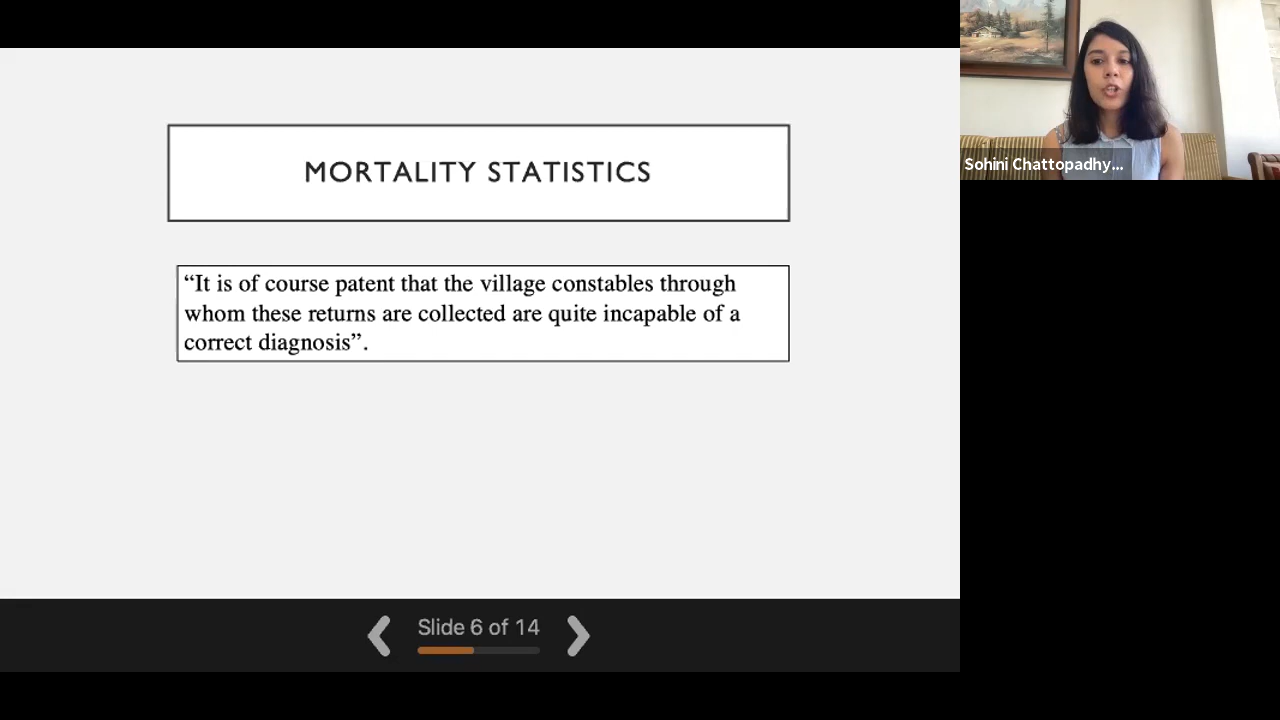 MORTALITY STATISTICS
“It is of course patent that the village constables through
whom these returns are collected are quite incapable of a
correct diagnosis”.
Sohini Chattopadhy...
Slide 6 of 14